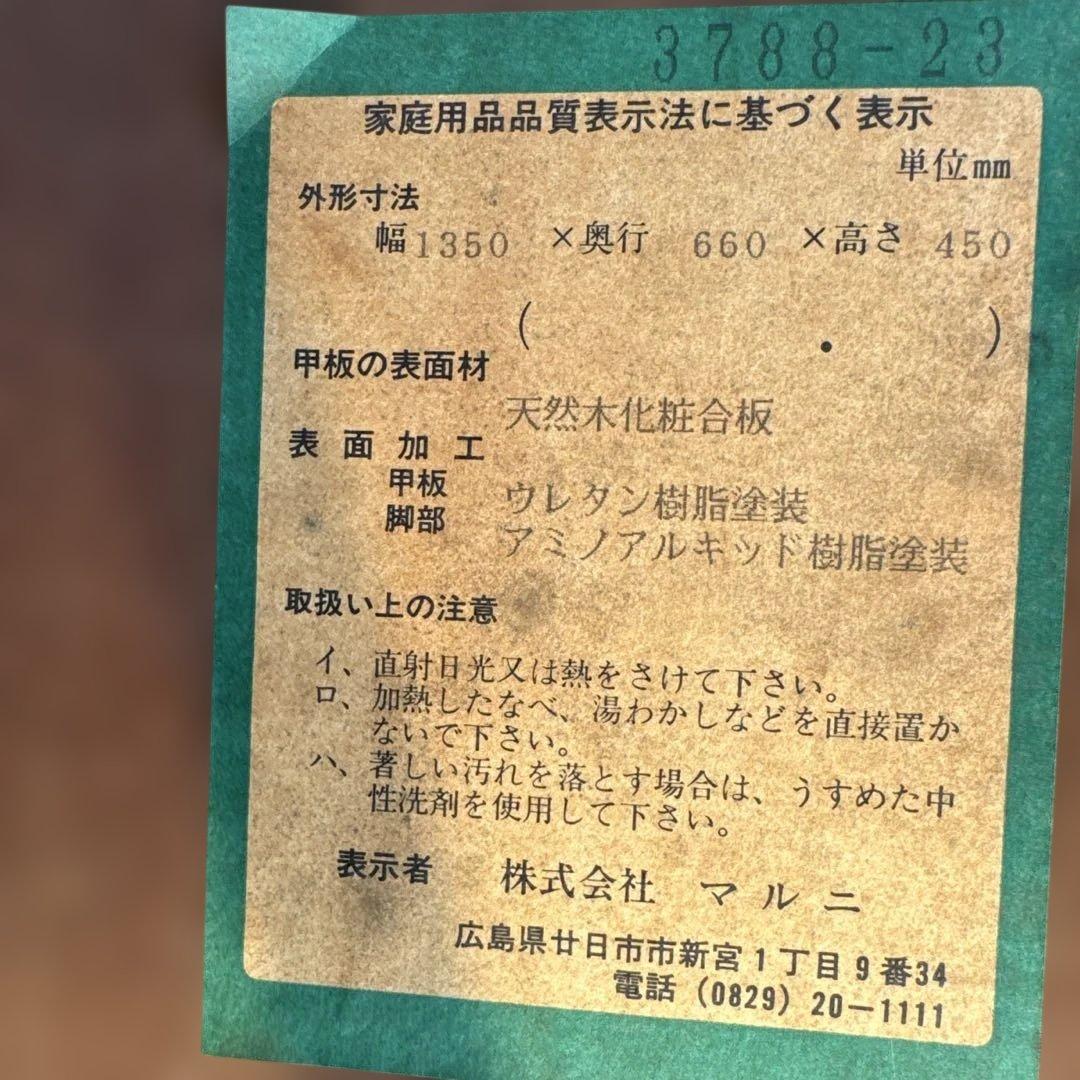 3788-23
家庭用品品質表示法に基づく表示
単位mm
外形寸法
幅1350 ×奥行 660 ×高さ 450
( . )
甲板の表面材
天然木化粧合板
表面加工
甲板 ウレタン樹脂塗装
脚部 アミノアルキッド樹脂塗装
取扱い上の注意
イ、直射日光又は熱をさけて下さい。
ロ、加熱したなべ、湯わかしなどを直接置か
ないで下さい。
ハ、著しい汚れを落とす場合は、うすめた中
性洗剤を使用して下さい。
表示者 株式会社 マルニ
広島県廿日市市新宮1丁目9番34
電話 (0829) 20-1111